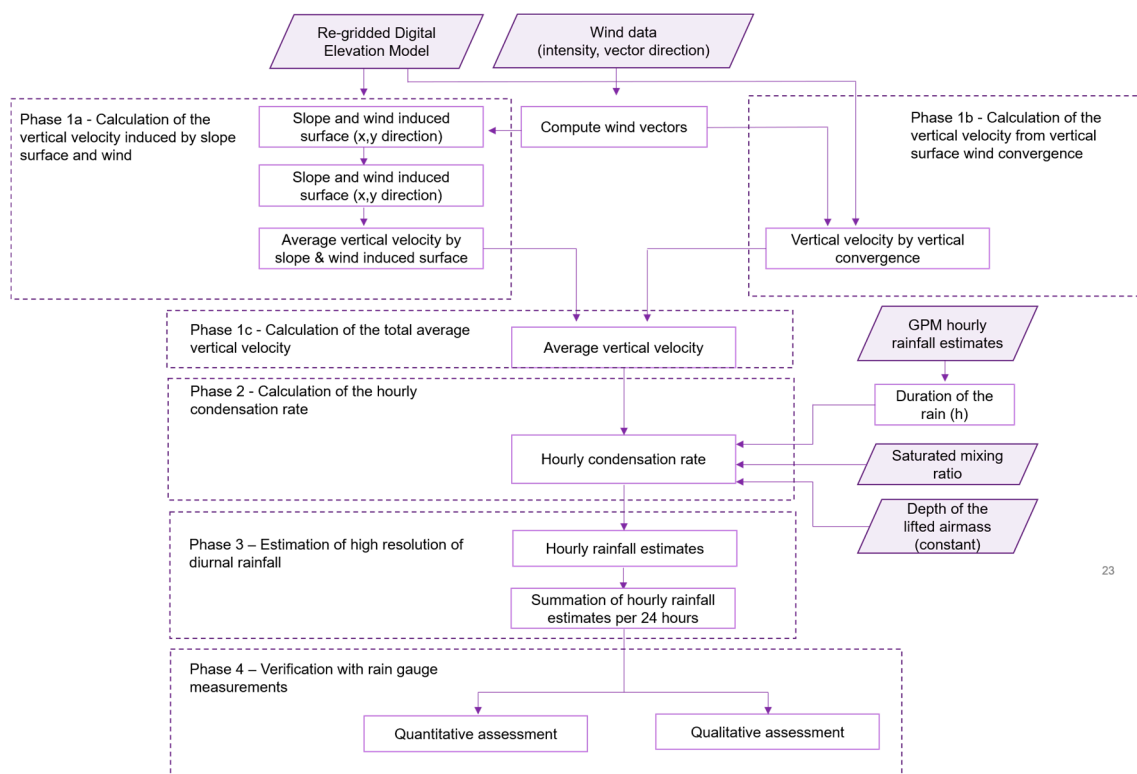 Re-gridded Digital
Elevation Model
Wind data
(intensity, vector direction)
Phase 1a - Calculation of the
vertical velocity induced by slope
surface and wind
Slope and wind induced
surface (x,y direction)
Compute wind vectors
Phase 1b - Calculation of the
vertical velocity from vertical
surface wind convergence
Slope and wind induced
surface (x,y direction)
Average vertical velocity by
slope & wind induced surface
Vertical velocity by vertical
convergence
Phase 1c - Calculation of the total average
vertical velocity
Average vertical velocity
GPM hourly
rainfall estimates
Phase 2 - Calculation of the hourly
condensation rate
Duration of the
rain (h)
Hourly condensation rate
Saturated mixing
ratio
Depth of the
lifted airmass
(constant)
Phase 3 – Estimation of high resolution of
diurnal rainfall
Hourly rainfall estimates
23
Summation of hourly rainfall
estimates per 24 hours
Phase 4 – Verification with rain gauge
measurements
Quantitative assessment
Qualitative assessment